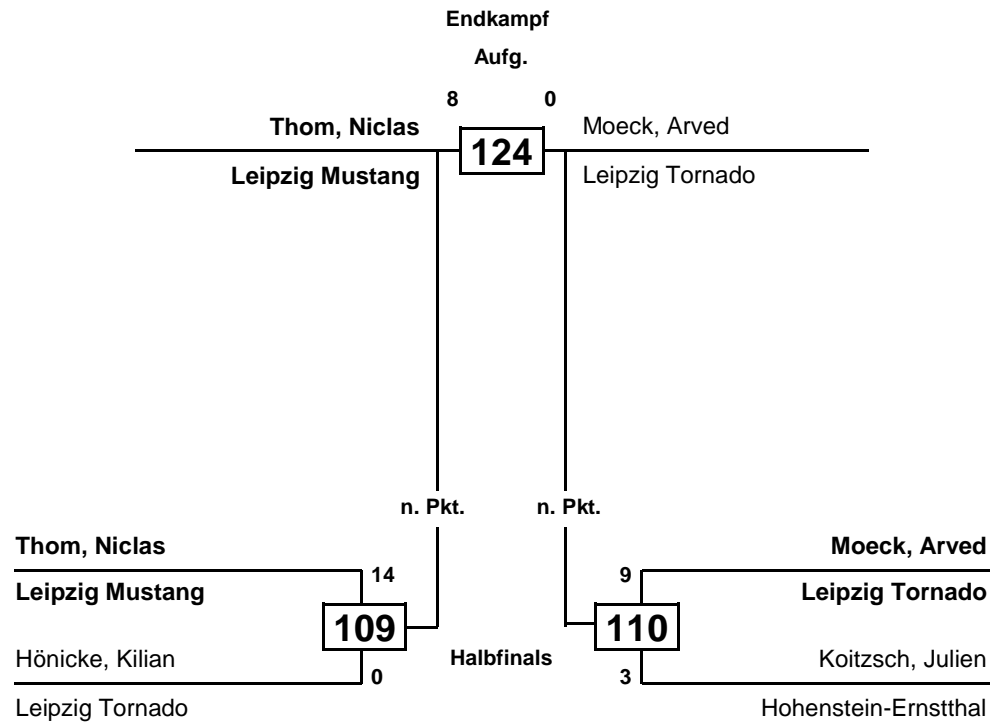 Endkampf
Aufg.
8 0
Thom, Niclas 124 Moeck, Arved
Leipzig Mustang Leipzig Tornado
n. Pkt. n. Pkt.
Thom, Niclas Moeck, Arved
14 9
Leipzig Mustang Leipzig Tornado
109 110
Hönicke, Kilian Halbfinals Koitzsch, Julien
0 3
Leipzig Tornado Hohenstein-Ernstthal